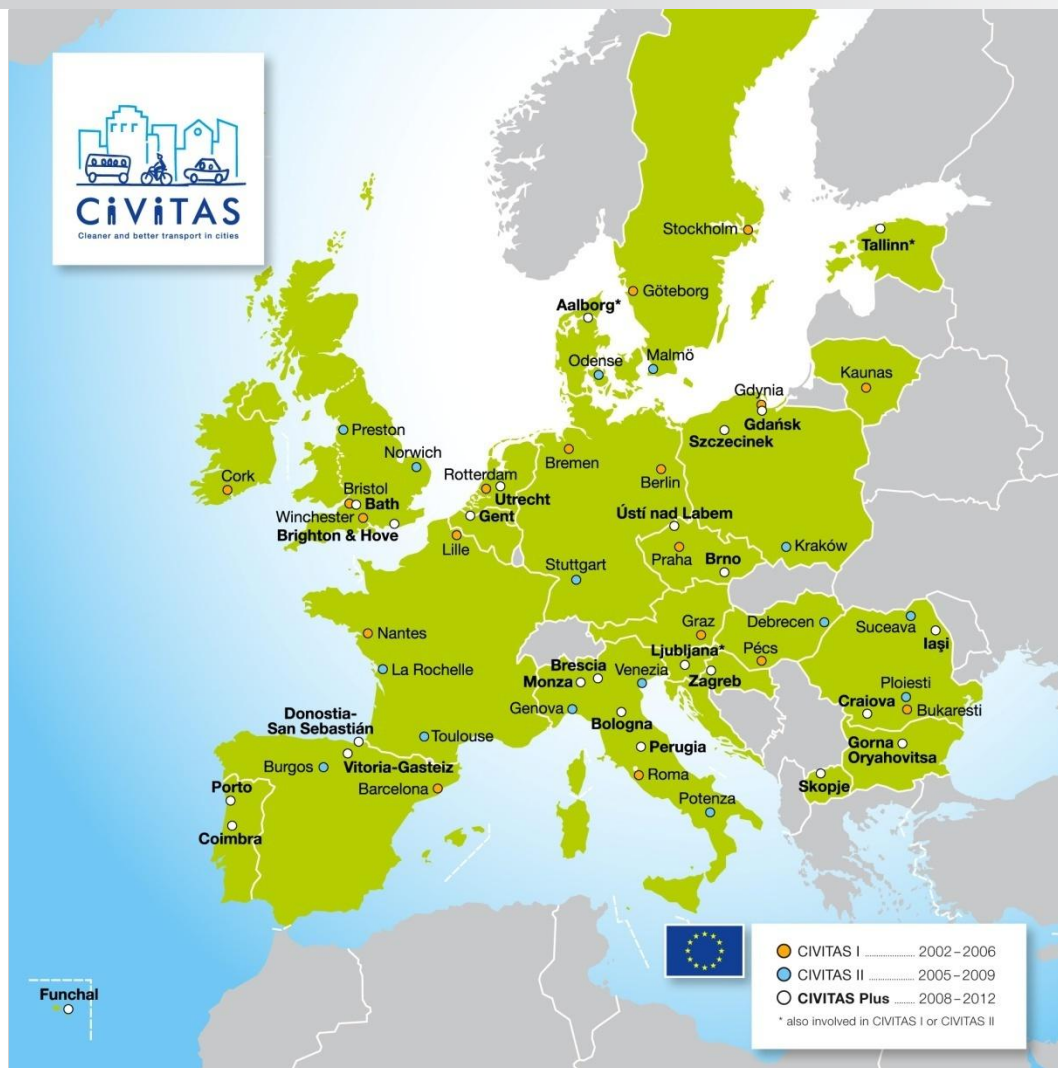 CiViTAS
Cleaner and better transport in cities
Stockholm
Tallinn*
Göteborg
Aalborg*
Odense
Malmö
Kaunas
Gdynia
Gdańsk
Szczecinek
Preston
Norwich
Bremen
Rotterdam
Berlin
Cork
Bristol
Utrecht
Bath
Winchester
Gent
Ústí nad Labem
Brighton & Hove
Lille
Praha
Brno
Kraków
Stuttgart
Nantes
Graz
Debrecen
Suceava
Iaşi
Ljubljana*
Pécs
La Rochelle
Brescia
Monza
Venezia
Zagreb
Ploiesti
Craiova
Bukaresti
Genova
Bologna
Donostia-
San Sebastián
Toulouse
Perugia
Gorna
Oryahovitsa
Burgos
Vitoria-Gasteiz
Barcelona
Roma
Skopje
Porto
Potenza
Coimbra
Funchal
CIVITAS I ........ 2002–2006
CIVITAS II ........ 2005–2009
CIVITAS Plus ........ 2008–2012
* also involved in CIVITAS I or CIVITAS II